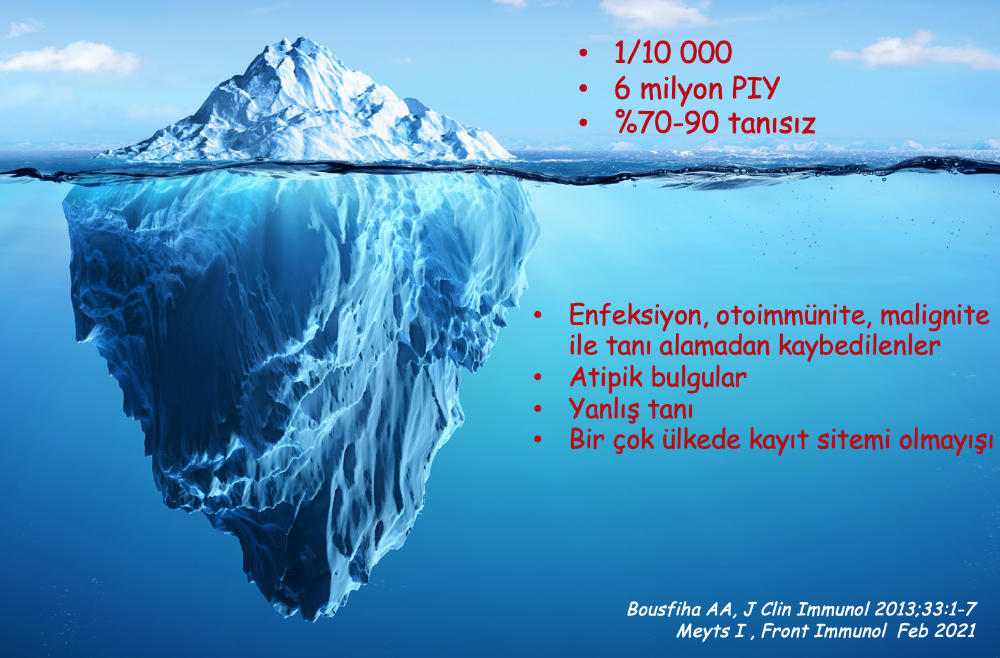 • 1/10 000
• 6 milyon PIY
• %70-90 tanısız
• Enfeksiyon, otoimmünite, malignite
ile tanı alamadan kaybedilenler
• Atipik bulgular
• Yanlış tanı
• Bir çok ülkede kayıt sitemi olmayışı
Bousfiha AA, J Clin Immunol 2013;33:1-7
Meyts I , Front Immunol Feb 2021